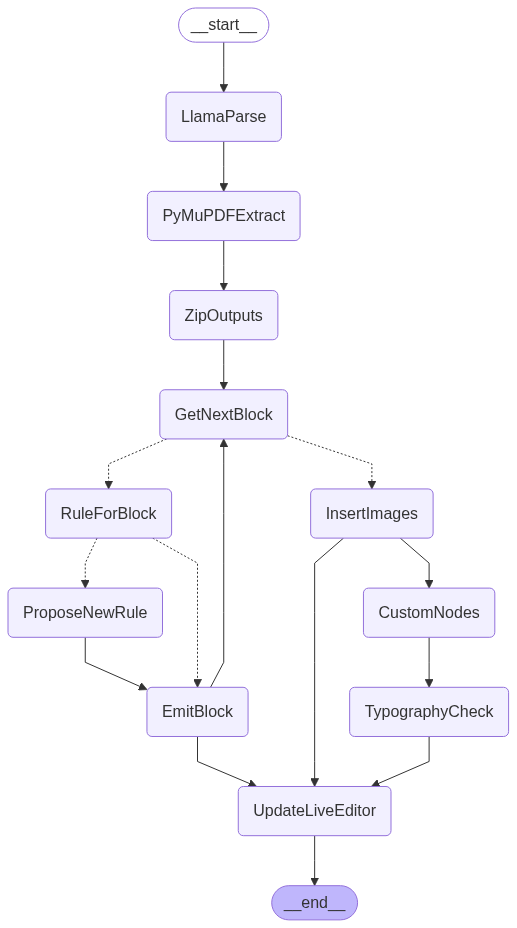 __start__
LlamaParse
PyMuPDFExtract
ZipOutputs
GetNextBlock
RuleForBlock
InsertImages
ProposeNewRule
CustomNodes
EmitBlock
TypographyCheck
UpdateLiveEditor
__end__